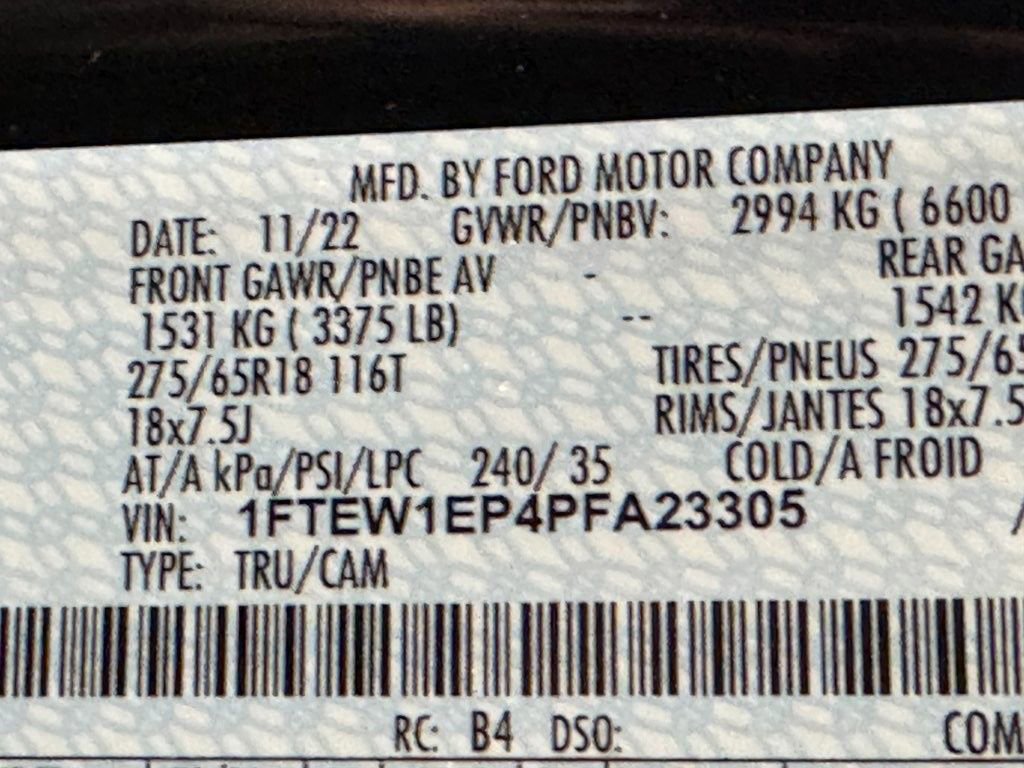 MFD. BY FORD MOTOR COMPANY
DATE: 11/22 GVWR/PNBV: 2994 KG ( 6600
FRONT GAWR/PNBE AV - REAR GA
1531 KG ( 3375 LB) -- 1542 K
275/65R18 116T TIRES/PNEUS 275/65
18x7.5J RIMS/JANTES 18x7.5
AT/A kPa/PSI/LPC 240/ 35 COLD/A FROID
VIN: 1FTEW1EP4PFA23305 /
TYPE: TRU/CAM
RC: B4 DSO: COM